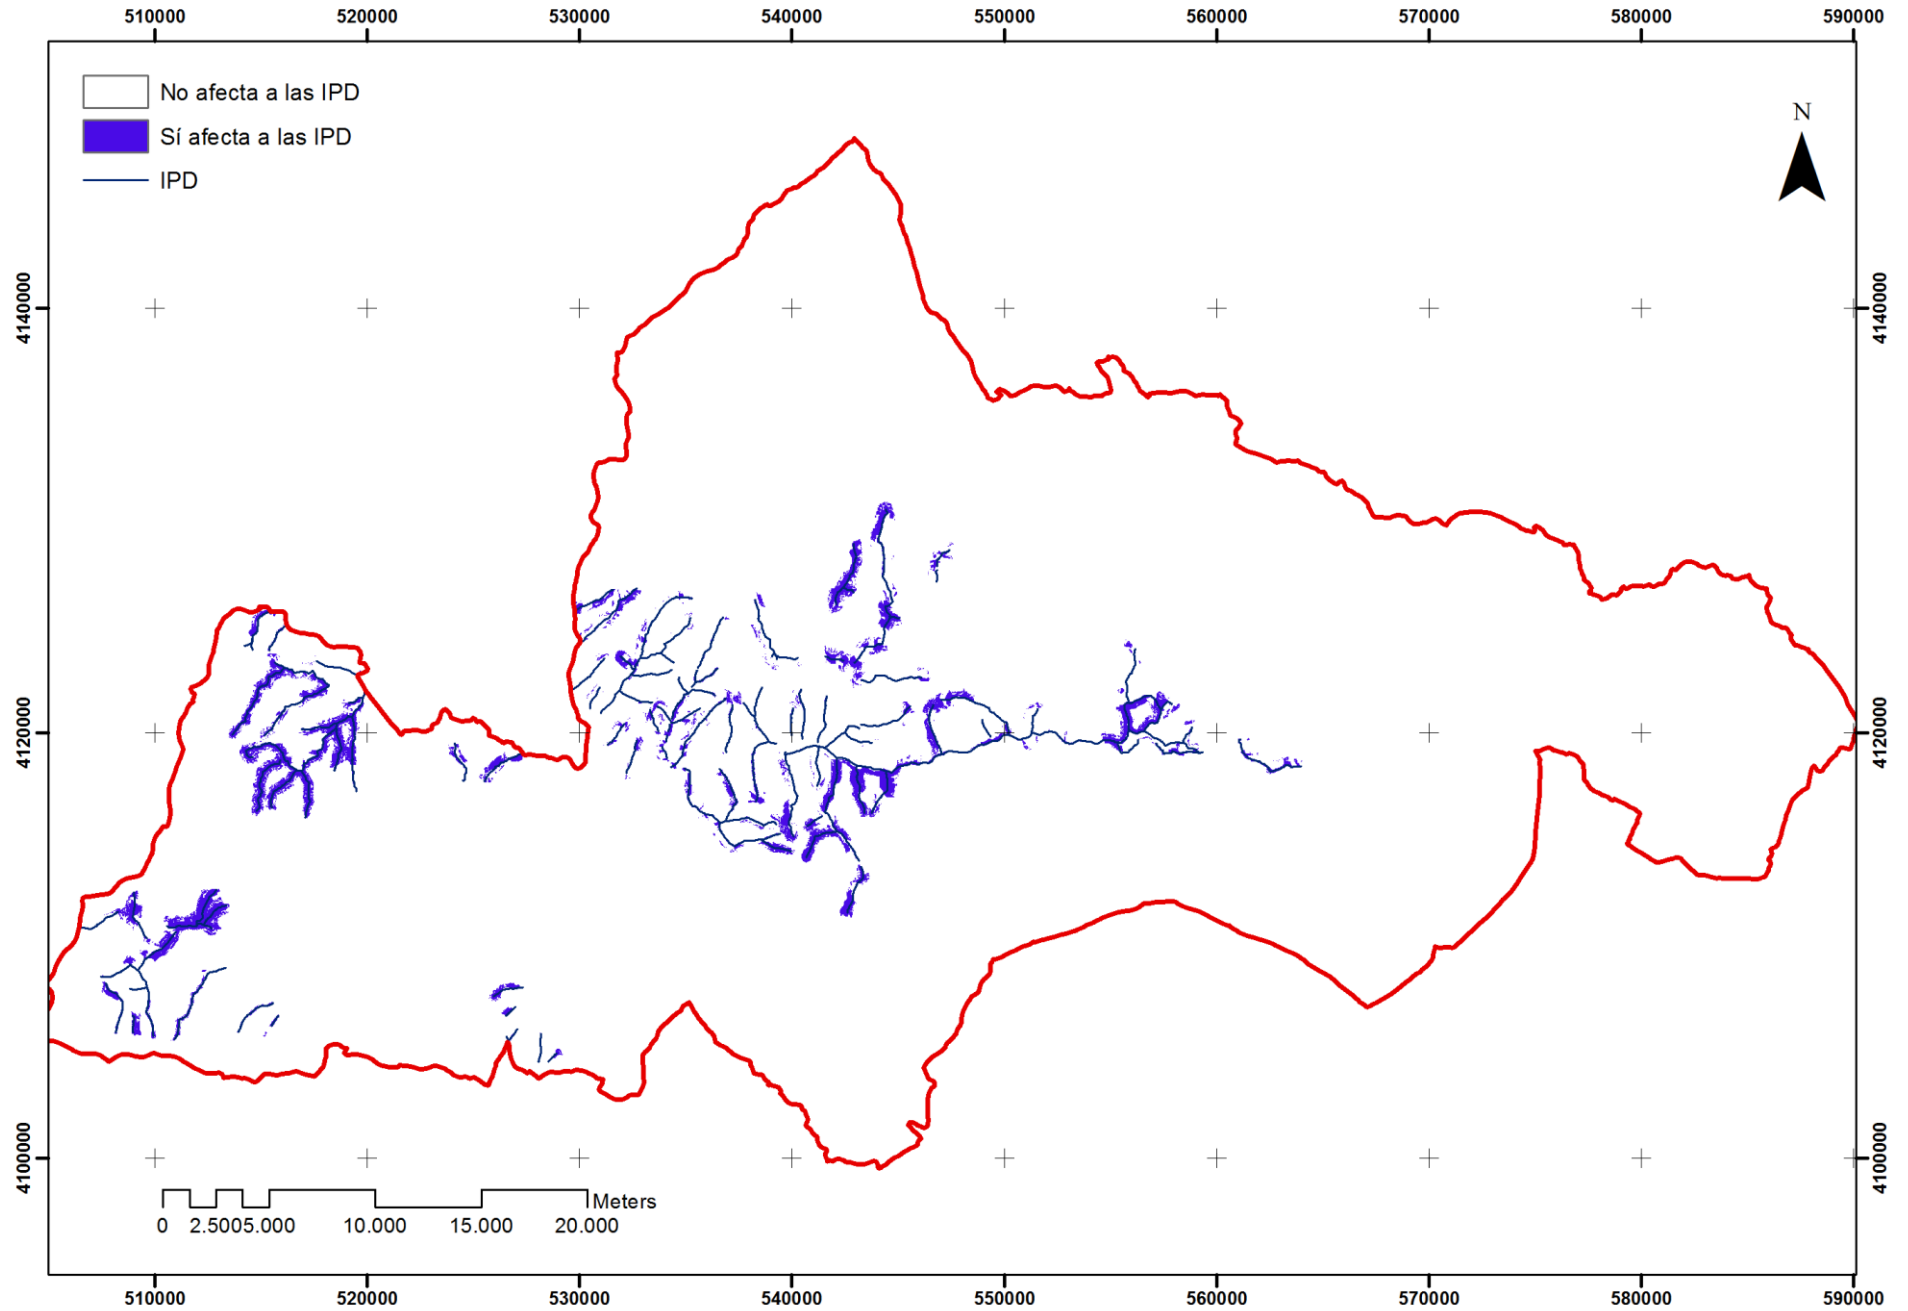 510000 520000 530000 540000 550000 560000 570000 580000 590000
No afecta a las IPD
N
Sí afecta a las IPD
IPD
4140000 4140000
4120000 4120000
4100000 4100000
Meters
0 2.5005.000 10.000 15.000 20.000
510000 520000 530000 540000 550000 560000 570000 580000 590000